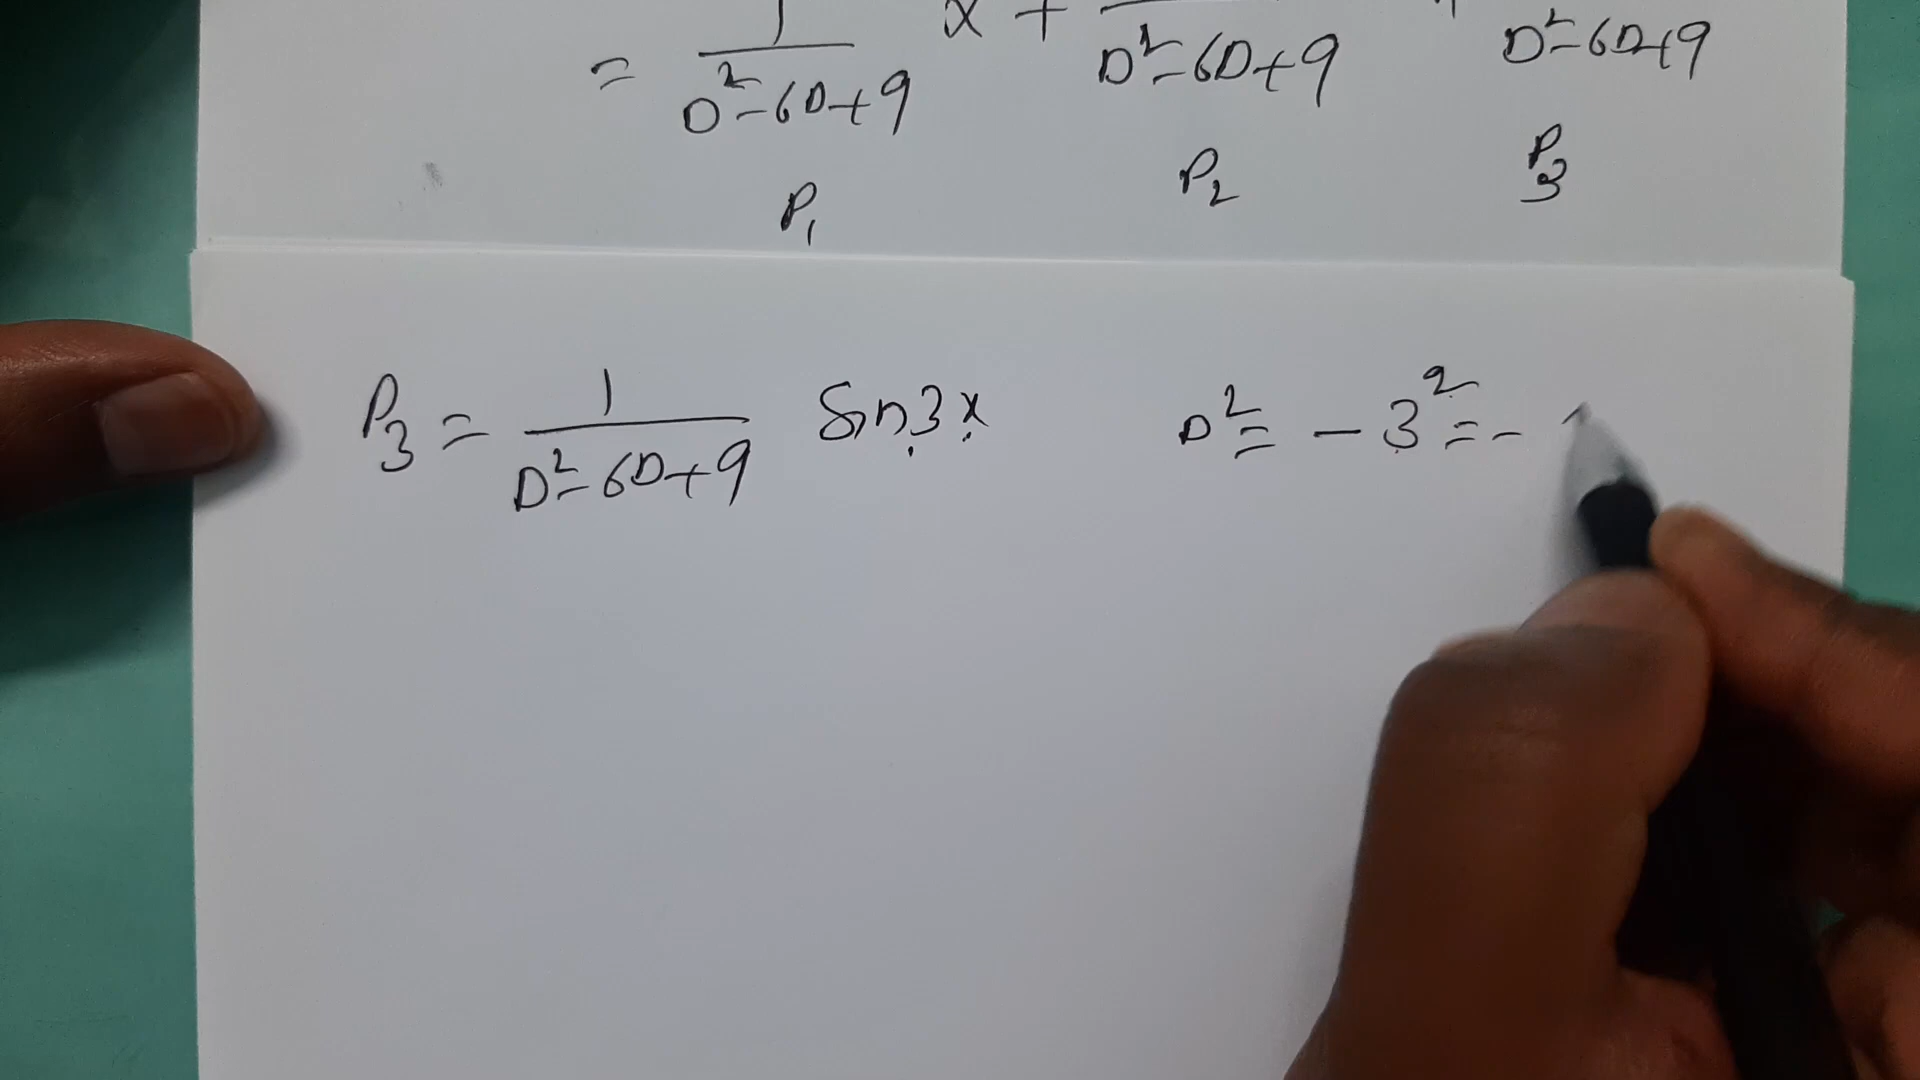 = 1/(D²-6D+9) x + /(D²-6D+9) /(D²-6D+9)
P₁ P₂ P₃
P₃ = 1/(D²-6D+9) Sin3x D² = -3² = -